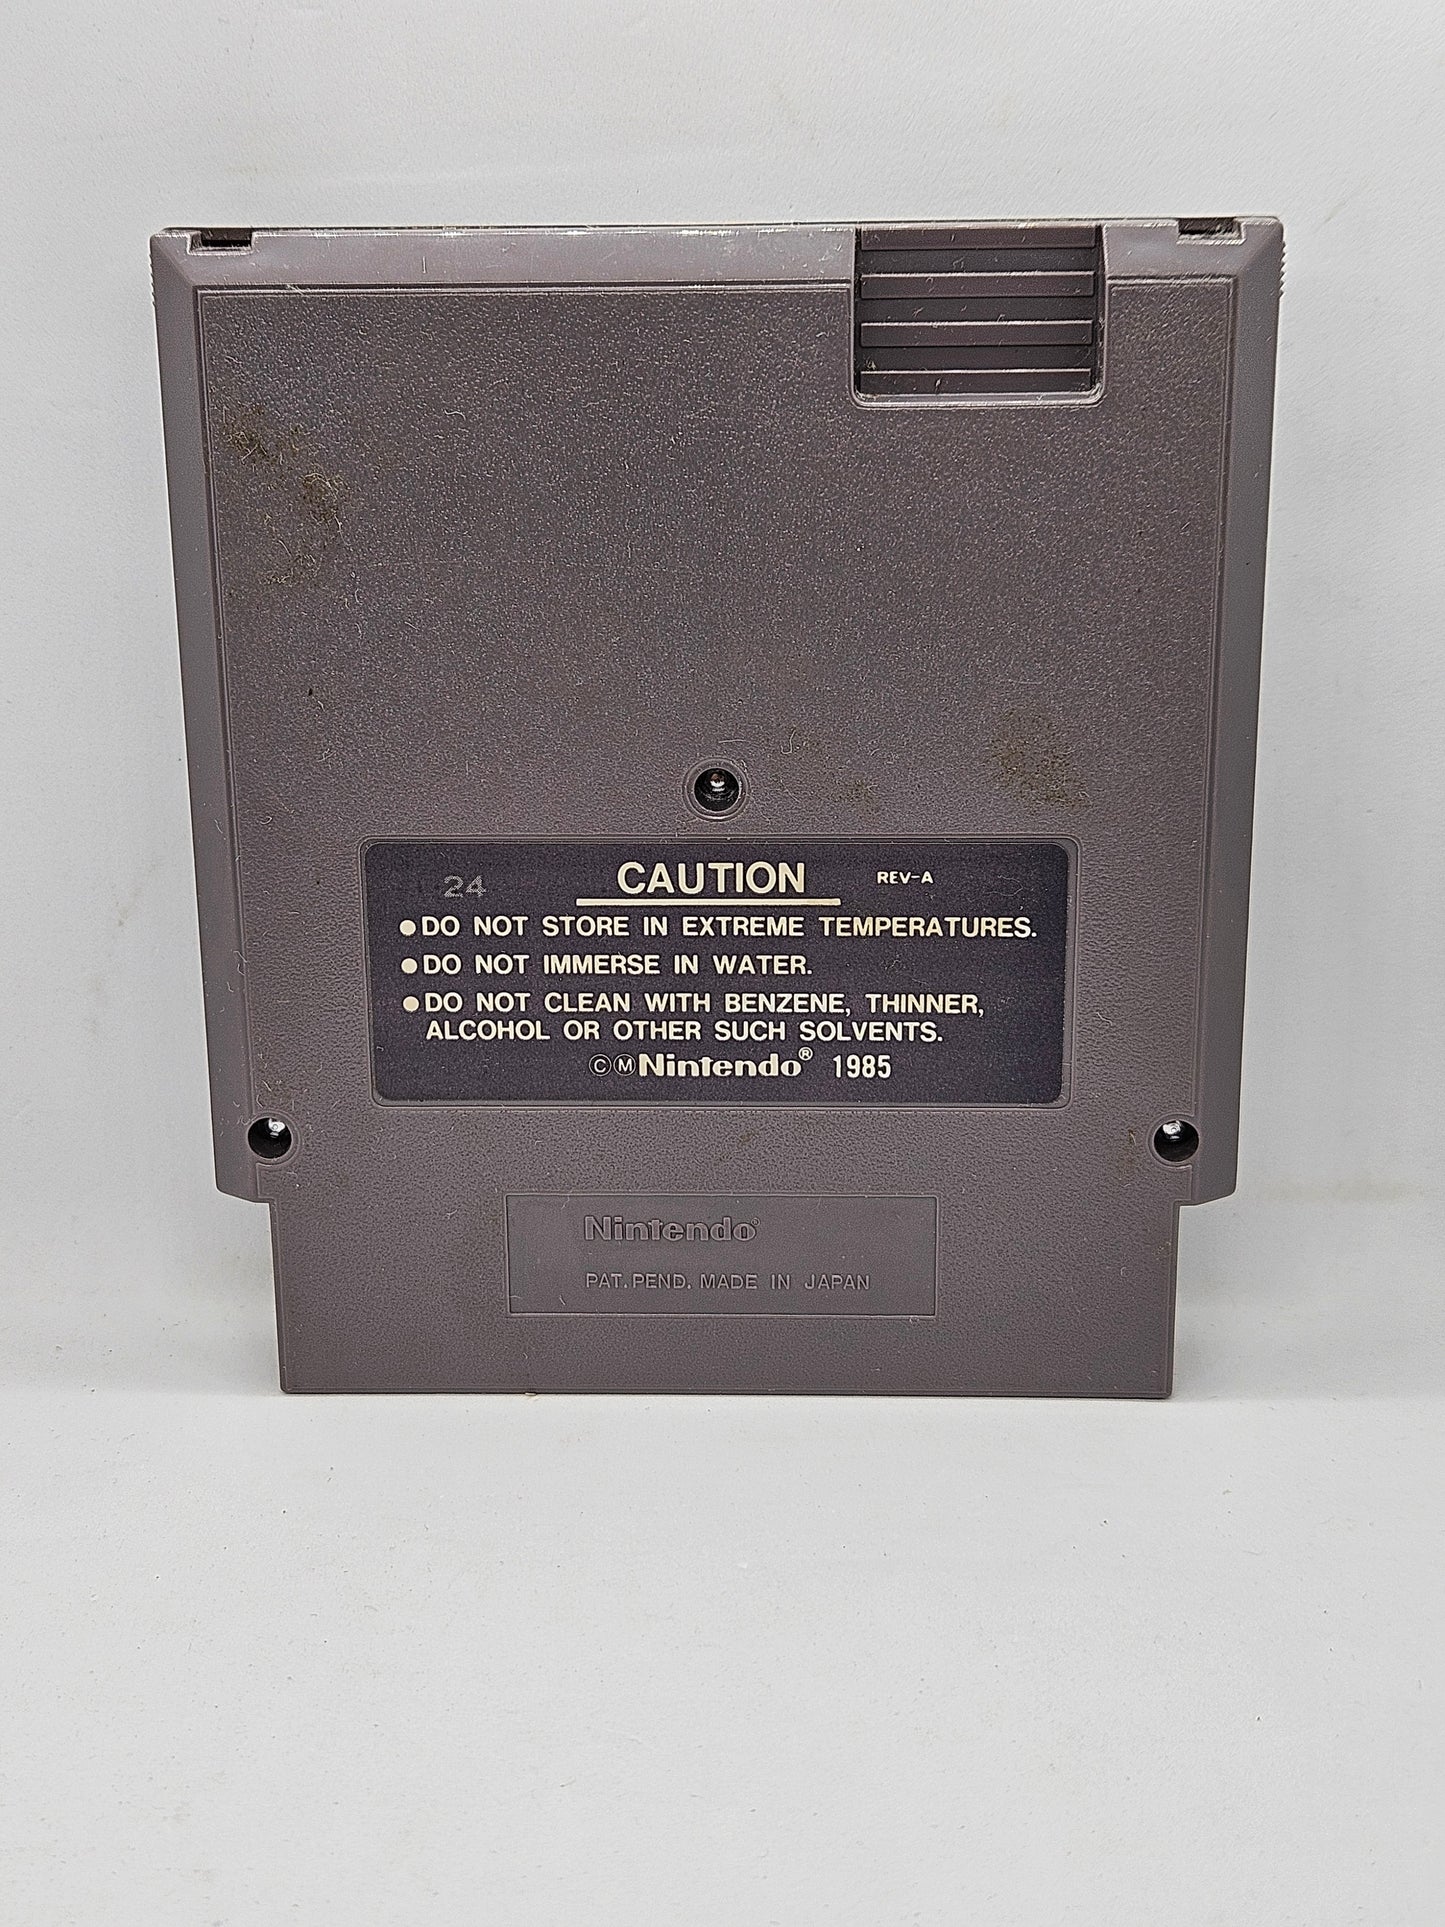 24 CAUTION REV-A
●DO NOT STORE IN EXTREME TEMPERATURES.
●DO NOT IMMERSE IN WATER.
●DO NOT CLEAN WITH BENZENE, THINNER,
ALCOHOL OR OTHER SUCH SOLVENTS.
ⒸⓂNintendo® 1985
Nintendo®
PAT. PEND. MADE IN JAPAN